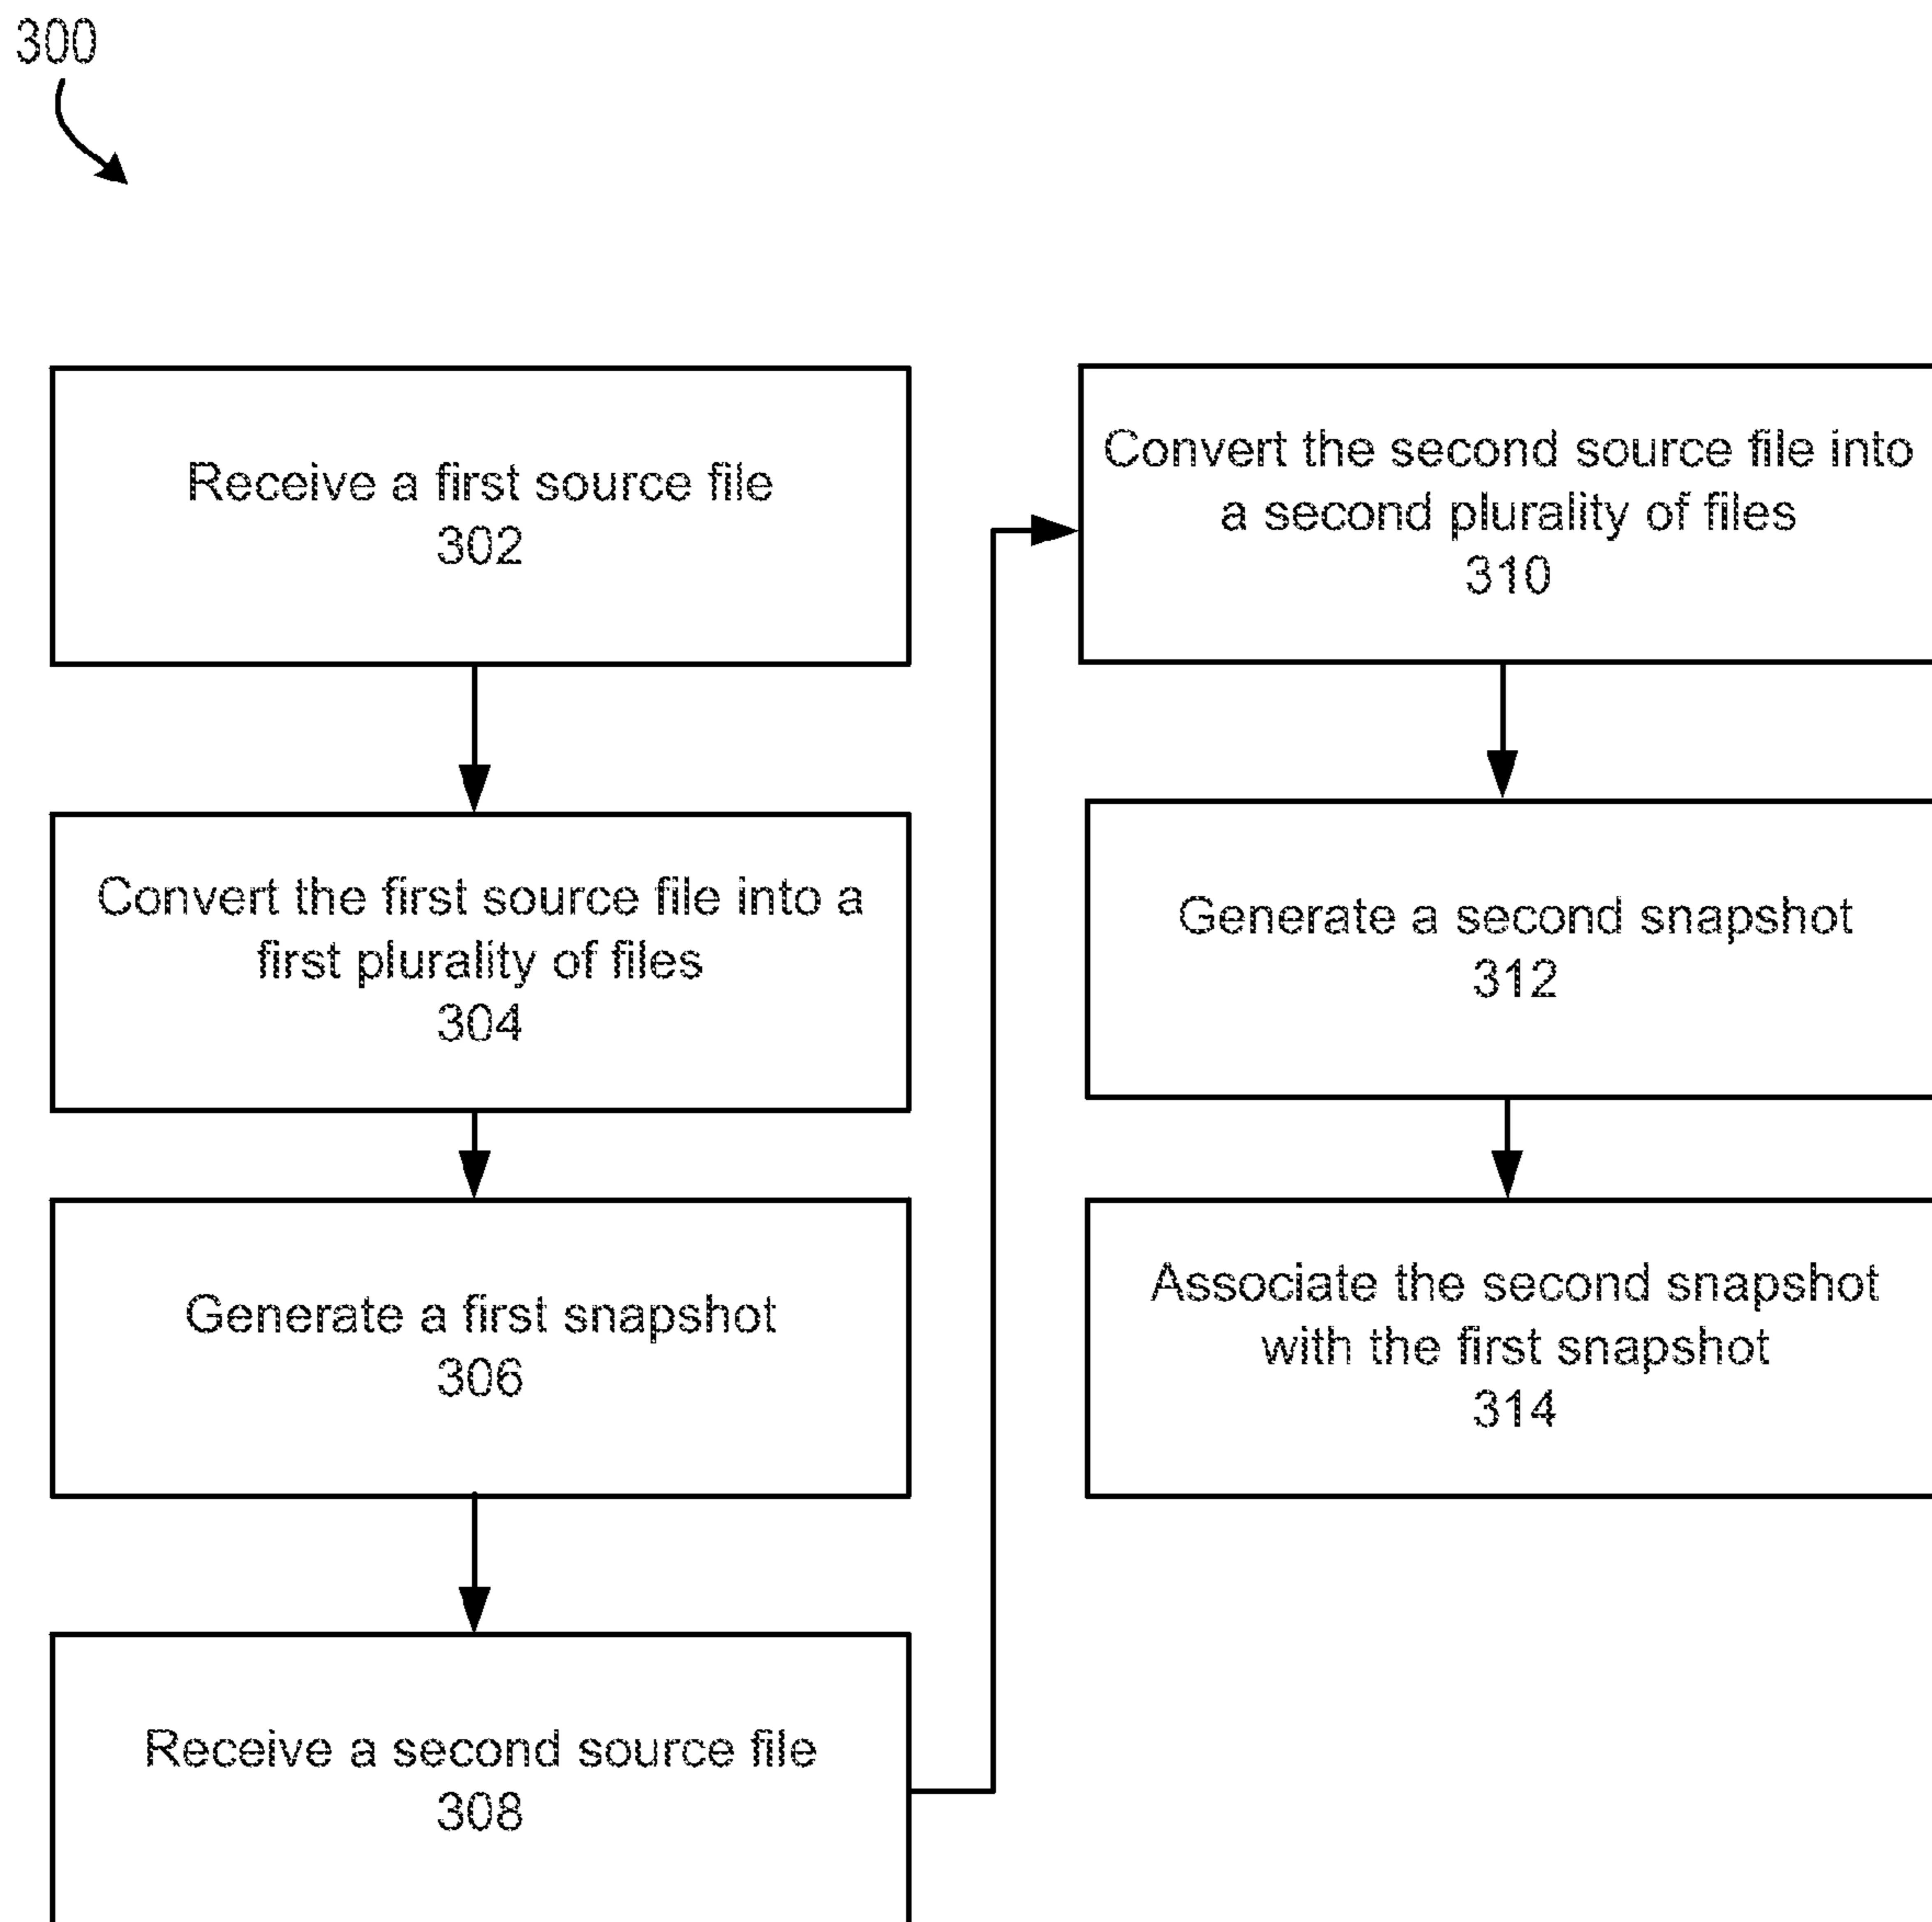 300
Receive a first source file
302
Convert the first source file into a
first plurality of files
304
Generate a first snapshot
306
Receive a second source file
308
Convert the second source file into
a second plurality of files
310
Generate a second snapshot
312
Associate the second snapshot
with the first snapshot
314